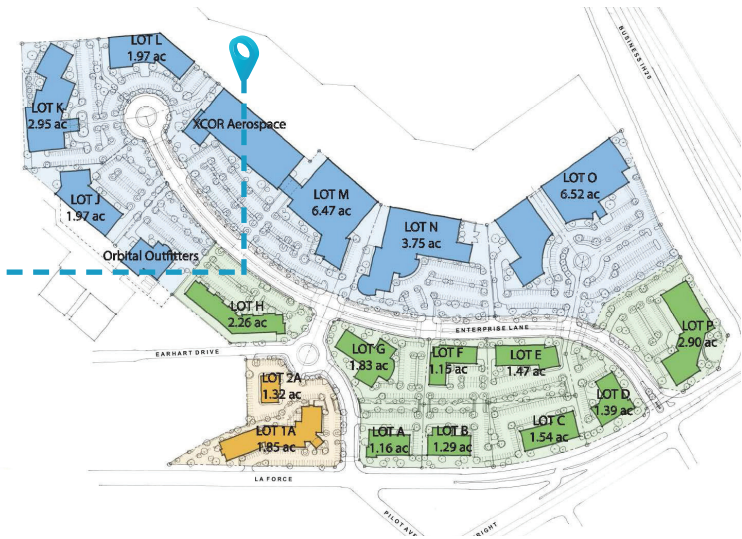 LOT L
1.97 ac
BUSINESS IH20
LOT K
2.95 ac
XCOR Aerospace
LOT M
6.47 ac
LOT O
6.52 ac
LOT J
1.97 ac
LOT N
3.75 ac
Orbital Outfitters
LOT H
2.26 ac
ENTERPRISE LANE
LOT P
2.90 ac
EARHART DRIVE
LOT G
1.83 ac
LOT F
1.15 ac
LOT E
1.47 ac
LOT 2A
1.32 ac
LOT D
1.39 ac
LOT 1A
1.85 ac
LOT A
1.16 ac
LOT B
1.29 ac
LOT C
1.54 ac
LA FORCE
PILOT AVE